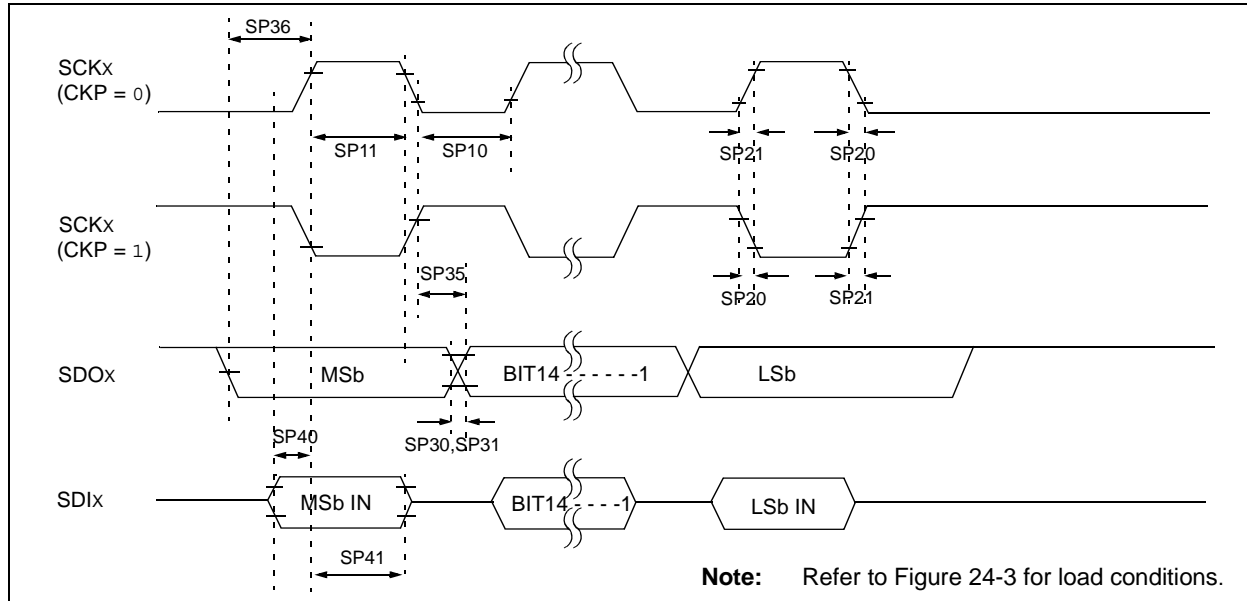 SP36
SCKX
(CKP = 0)
SP11
SP10
SP21
SP20
SCKX
(CKP = 1)
SP35
SP20
SP21
SDOX
MSb
BIT14 - - - - - -1
LSb
SP40
SP30,SP31
SDIX
MSb IN
BIT14 - - - - -1
LSb IN
SP41
Note: Refer to Figure 24-3 for load conditions.